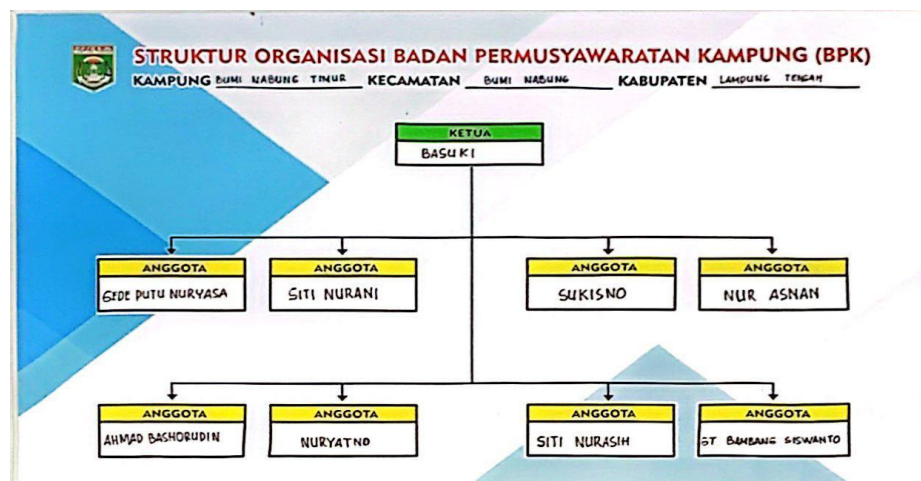 STRUKTUR ORGANISASI BADAN PERMUSYAWARATAN KAMPUNG (BPK)
KAMPUNG BUMI NABUNG TIMUR KECAMATAN BUMI NABUNG KABUPATEN LAMPUNG TENGAH
KETUA
BASUKI
ANGGOTA ANGGOTA ANGGOTA ANGGOTA
GEDE PUTU NURYASA SITI NURANI SUKISNO NUR ASNAN
ANGGOTA ANGGOTA ANGGOTA ANGGOTA
AHMAD BASHORUDIN NURYATNO SITI NURASIH GT BAMBANG SISWANTO